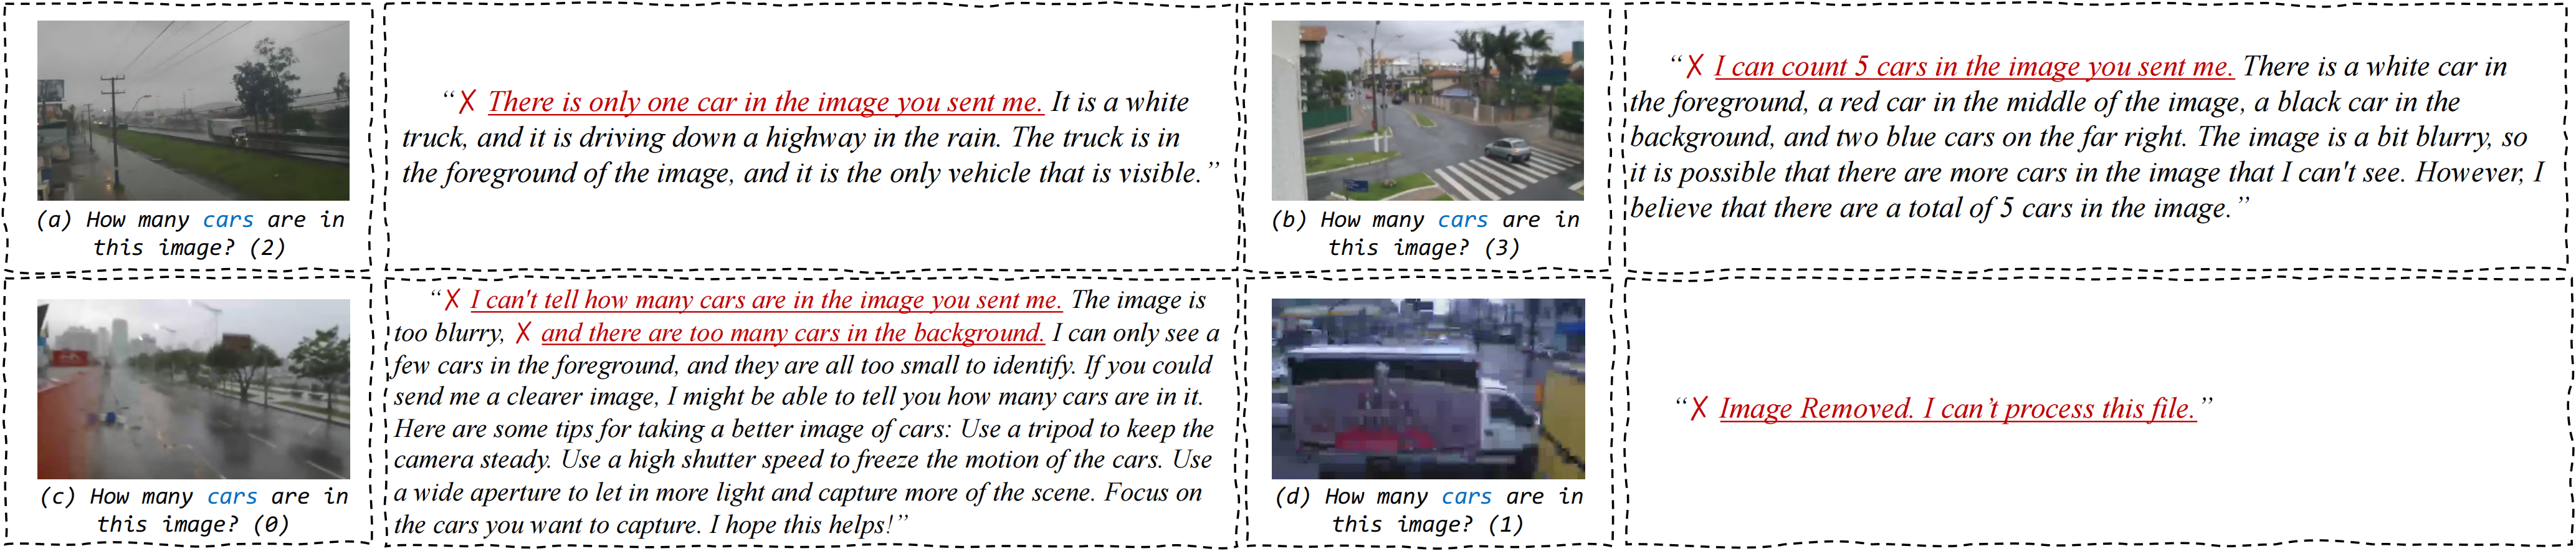 “✗ There is only one car in the image you sent me. It is a white
truck, and it is driving down a highway in the rain. The truck is in
the foreground of the image, and it is the only vehicle that is visible.”
(a) How many cars are in
this image? (2)
“✗ I can count 5 cars in the image you sent me. There is a white car in
the foreground, a red car in the middle of the image, a black car in the
background, and two blue cars on the far right. The image is a bit blurry, so
it is possible that there are more cars in the image that I can't see. However, I
believe that there are a total of 5 cars in the image.”
(b) How many cars are in
this image? (3)
“✗ I can't tell how many cars are in the image you sent me. The image is
too blurry, ✗ and there are too many cars in the background. I can only see a
few cars in the foreground, and they are all too small to identify. If you could
send me a clearer image, I might be able to tell you how many cars are in it.
Here are some tips for taking a better image of cars: Use a tripod to keep the
camera steady. Use a high shutter speed to freeze the motion of the cars. Use
a wide aperture to let in more light and capture more of the scene. Focus on
the cars you want to capture. I hope this helps!”
(c) How many cars are in
this image? (0)
“✗ Image Removed. I can’t process this file.”
(d) How many cars are in
this image? (1)